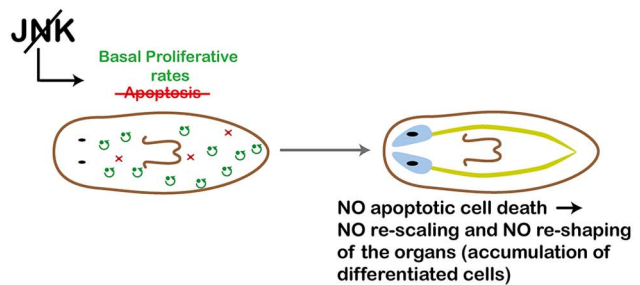 JNK
Basal Proliferative
rates
Apoptosis
NO apoptotic cell death →
NO re-scaling and NO re-shaping
of the organs (accumulation of
differentiated cells)